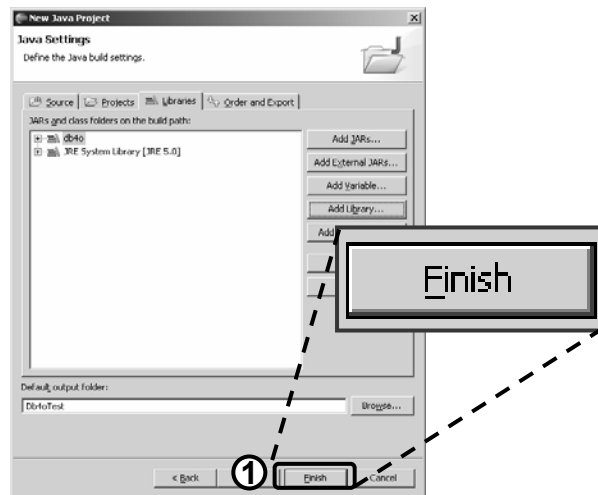 New Java Project
Java Settings
Define the Java build settings.
Source Projects Libraries Order and Export
JARs and class folders on the build path:
db4o
JRE System Library [JRE 5.0]
Add JARs...
Add External JARs...
Add Variable...
Add Library...
Add
Finish
Default output folder:
Db4oTest
Browse...
< Back
1
Finish
Cancel